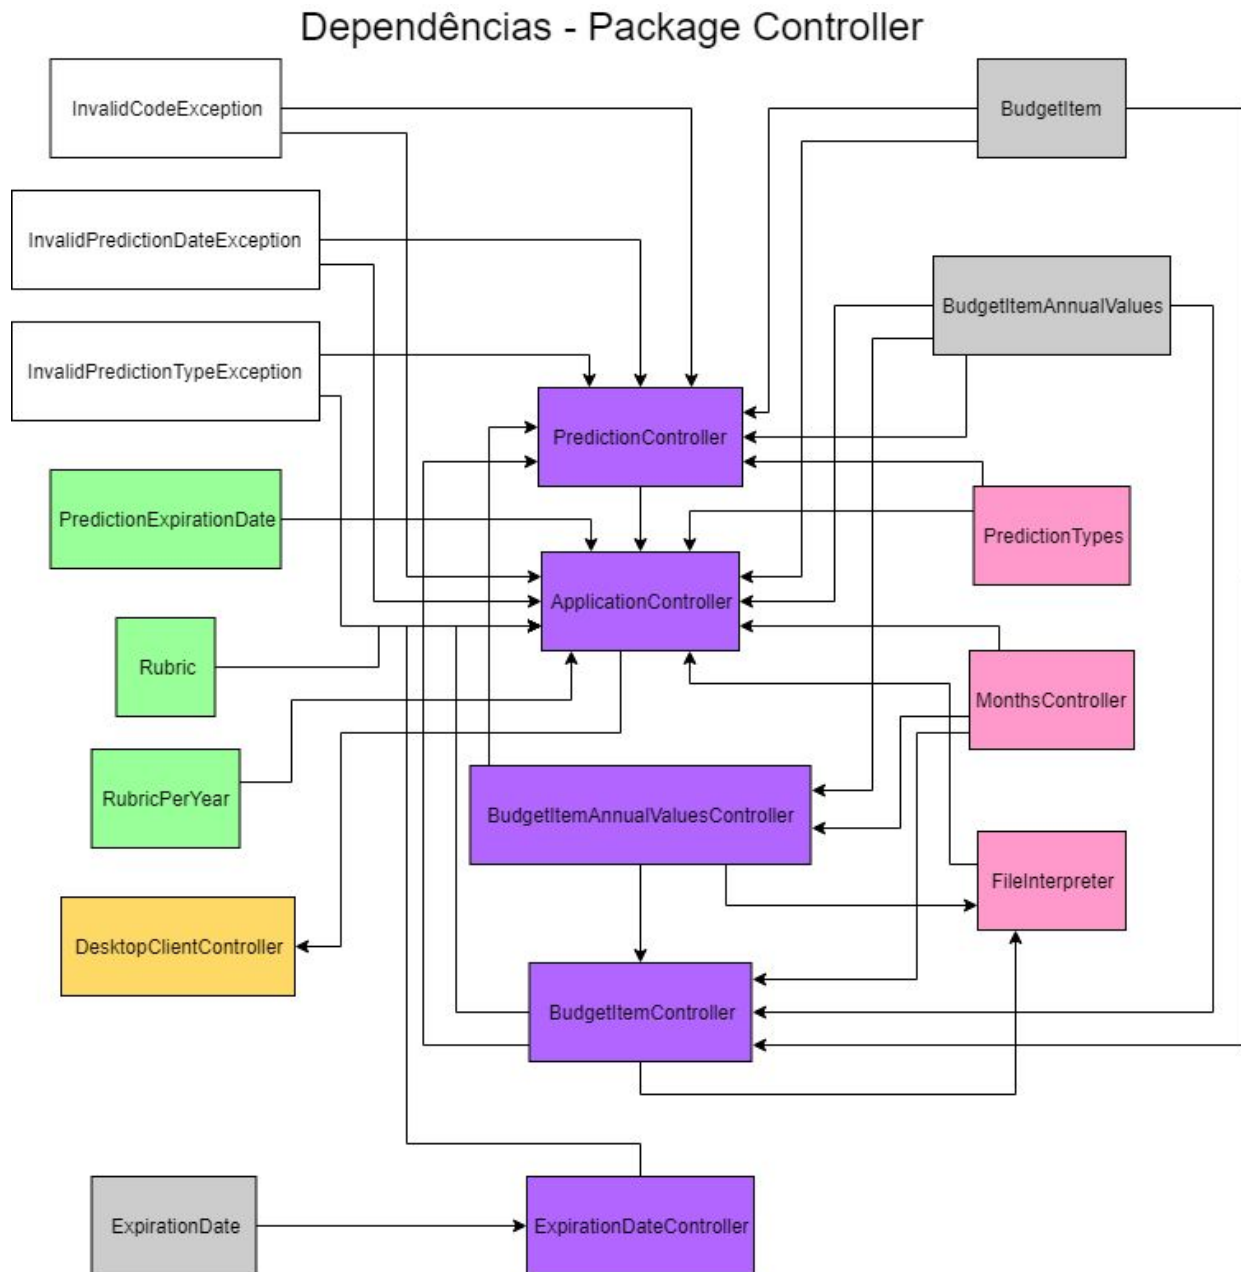 Dependências - Package Controller
InvalidCodeException
BudgetItem
InvalidPredictionDateException
BudgetItemAnnualValues
InvalidPredictionTypeException
PredictionController
PredictionExpirationDate
PredictionTypes
ApplicationController
Rubric
MonthsController
RubricPerYear
BudgetItemAnnualValuesController
FileInterpreter
DesktopClientController
BudgetItemController
ExpirationDate
ExpirationDateController